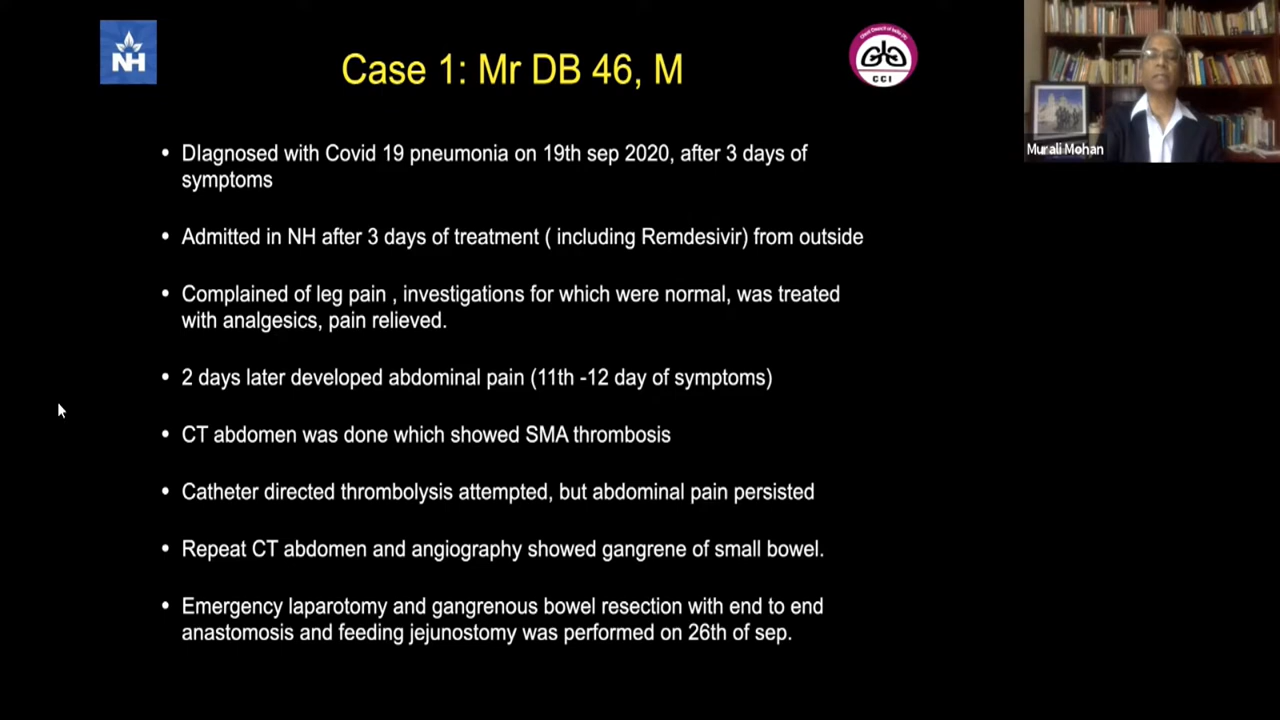 NH
Case 1: Mr DB 46, M
Chest Council of India (R)
CCI
Murali Mohan
• DIagnosed with Covid 19 pneumonia on 19th sep 2020, after 3 days of
symptoms
• Admitted in NH after 3 days of treatment ( including Remdesivir) from outside
• Complained of leg pain , investigations for which were normal, was treated
with analgesics, pain relieved.
• 2 days later developed abdominal pain (11th -12 day of symptoms)
• CT abdomen was done which showed SMA thrombosis
• Catheter directed thrombolysis attempted, but abdominal pain persisted
• Repeat CT abdomen and angiography showed gangrene of small bowel.
• Emergency laparotomy and gangrenous bowel resection with end to end
anastomosis and feeding jejunostomy was performed on 26th of sep.